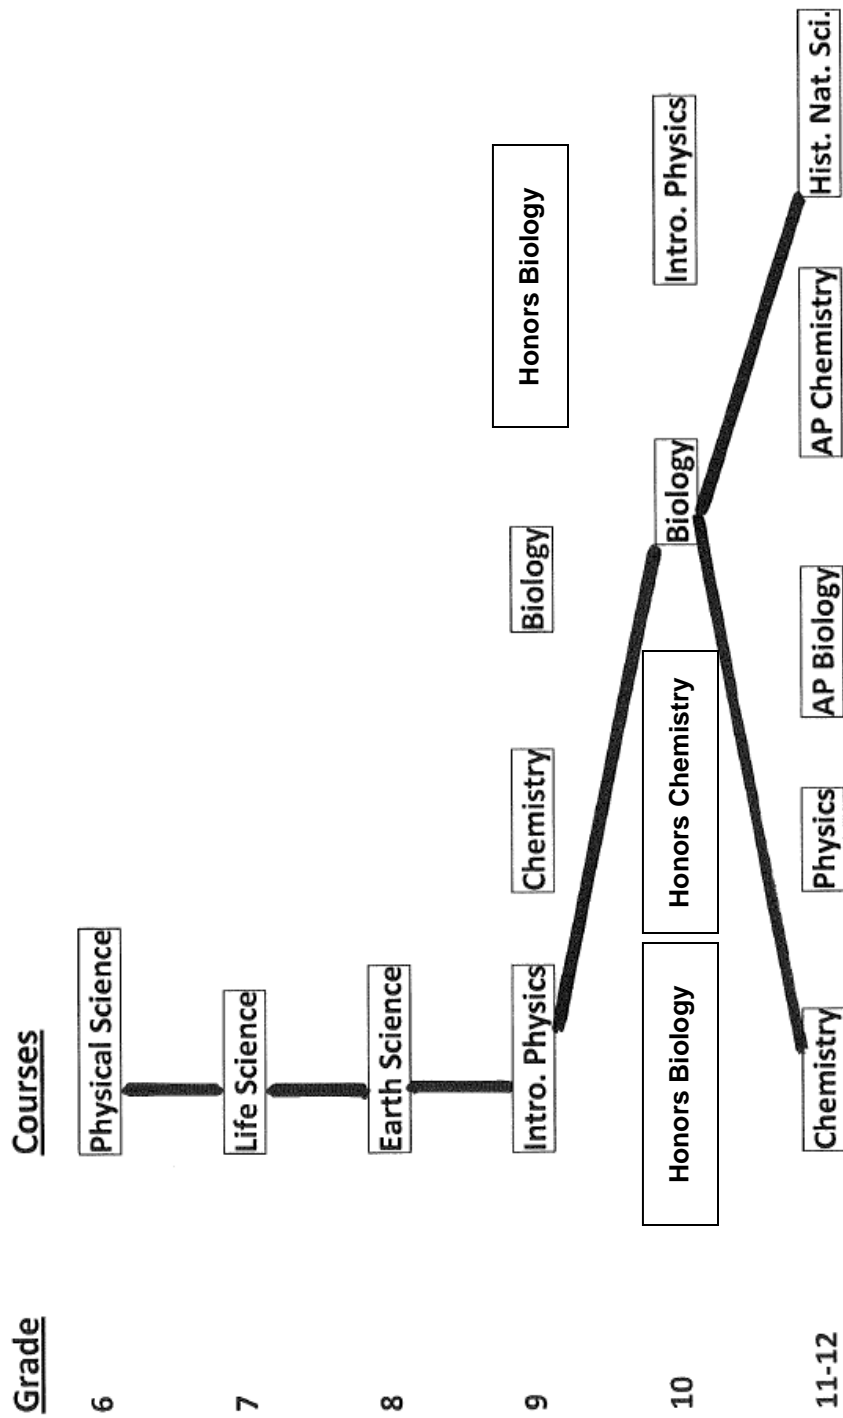 Grade Courses
6 Physical Science
7 Life Science
8 Earth Science
9 Intro. Physics Chemistry Biology Honors Biology
10 Honors Biology Honors Chemistry Biology Intro. Physics
11-12 Chemistry Physics AP Biology AP Chemistry Hist. Nat. Sci.